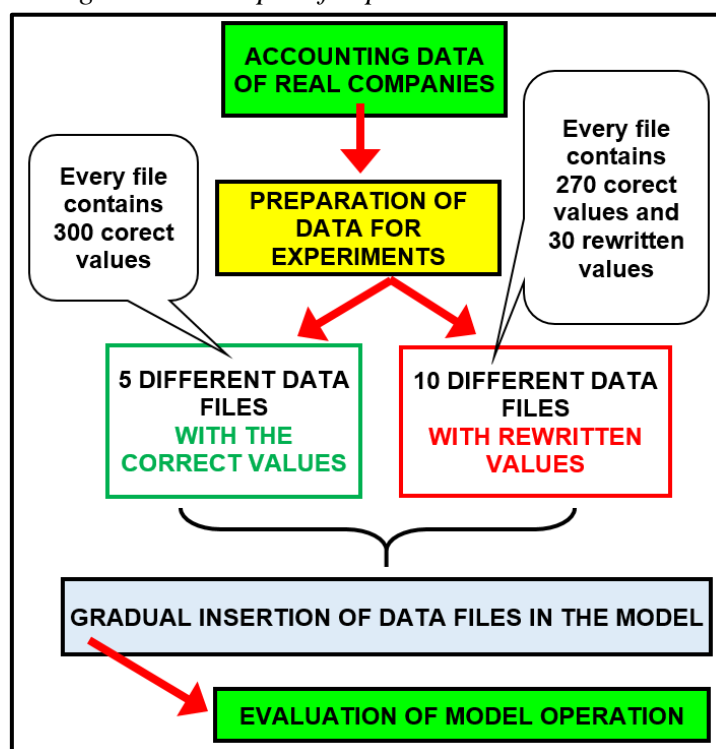 ACCOUNTING DATA
OF REAL COMPANIES
Every file
contains
300 corect
values
Every file
contains
270 corect
values and
30 rewritten
values
PREPARATION OF
DATA FOR
EXPERIMENTS
5 DIFFERENT DATA
FILES
WITH THE
CORRECT VALUES
10 DIFFERENT DATA
FILES
WITH REWRITTEN
VALUES
GRADUAL INSERTION OF DATA FILES IN THE MODEL
EVALUATION OF MODEL OPERATION